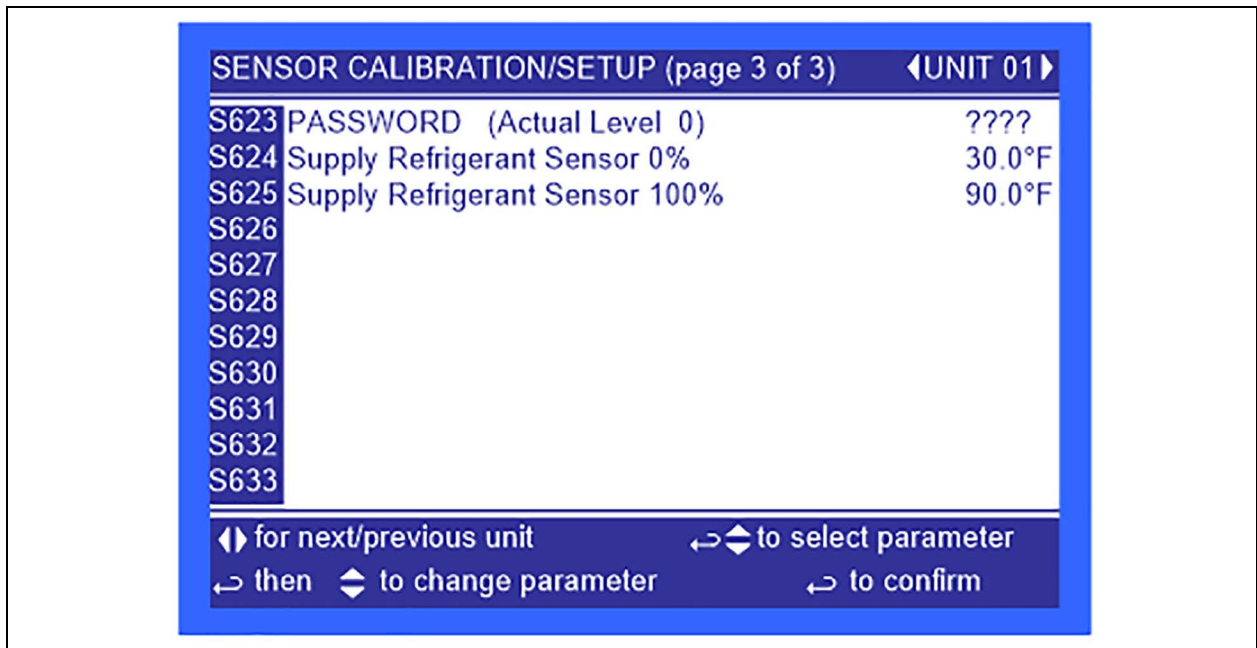 SENSOR CALIBRATION/SETUP (page 3 of 3) UNIT 01
S623 PASSWORD (Actual Level 0) ????
S624 Supply Refrigerant Sensor 0% 30.0°F
S625 Supply Refrigerant Sensor 100% 90.0°F
S626
S627
S628
S629
S630
S631
S632
S633
for next/previous unit to select parameter
then to change parameter to confirm